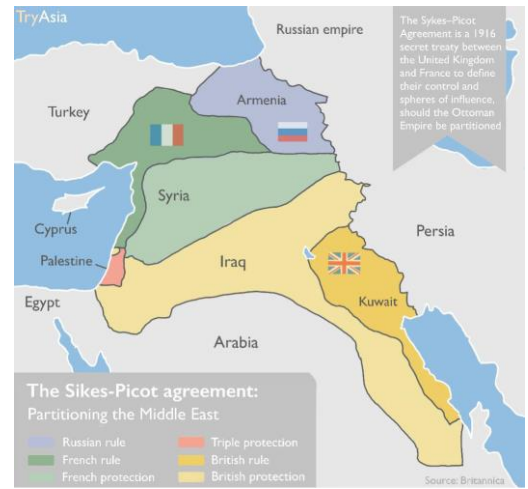 TryAsia
Russian empire
The Sykes-Picot
Agreement is a 1916
secret treaty between
the United Kingdom
and France to define
their control and
spheres of influence,
should the Ottoman
Empire be partitioned
Armenia
Turkey
Syria
Cyprus
Palestine
Iraq
Persia
Egypt
Kuwait
Arabia
The Sikes-Picot agreement:
Partitioning the Middle East
Russian rule
Triple protection
French rule
British rule
French protection
British protection
Source: Britannica